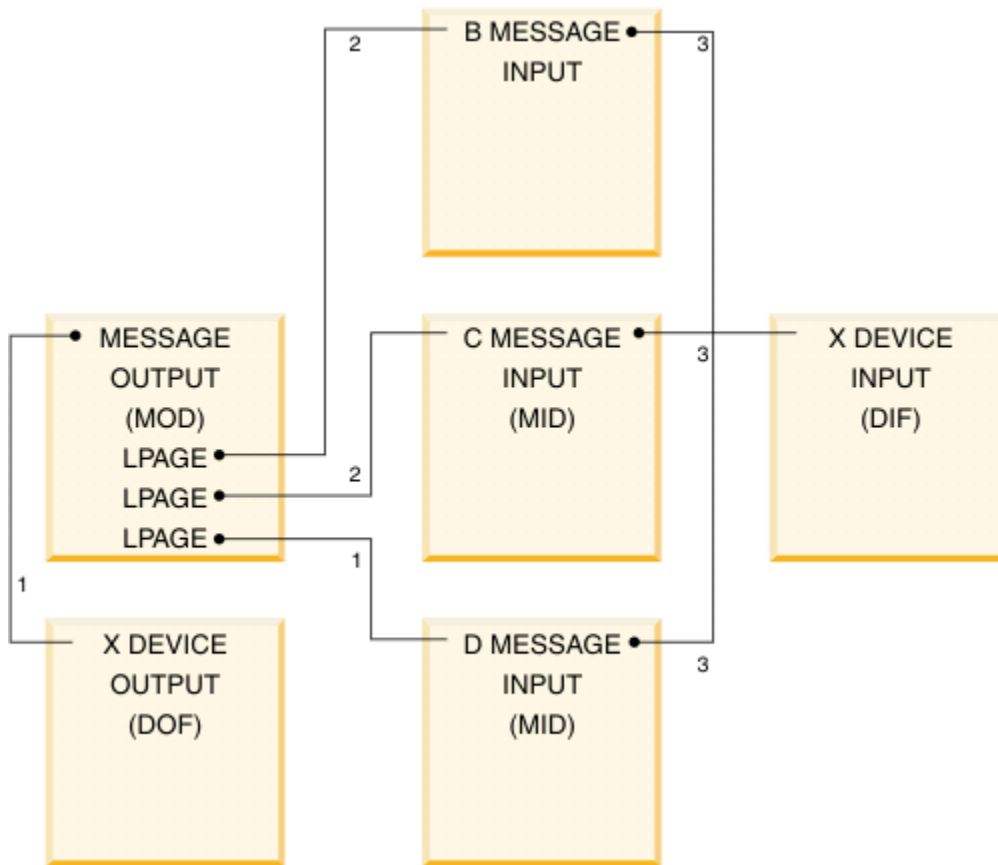 2
B MESSAGE
INPUT
3
MESSAGE
OUTPUT
(MOD)
LPAGE
LPAGE
LPAGE
2
C MESSAGE
INPUT
(MID)
3
X DEVICE
INPUT
(DIF)
1
1
X DEVICE
OUTPUT
(DOF)
D MESSAGE
INPUT
(MID)
3